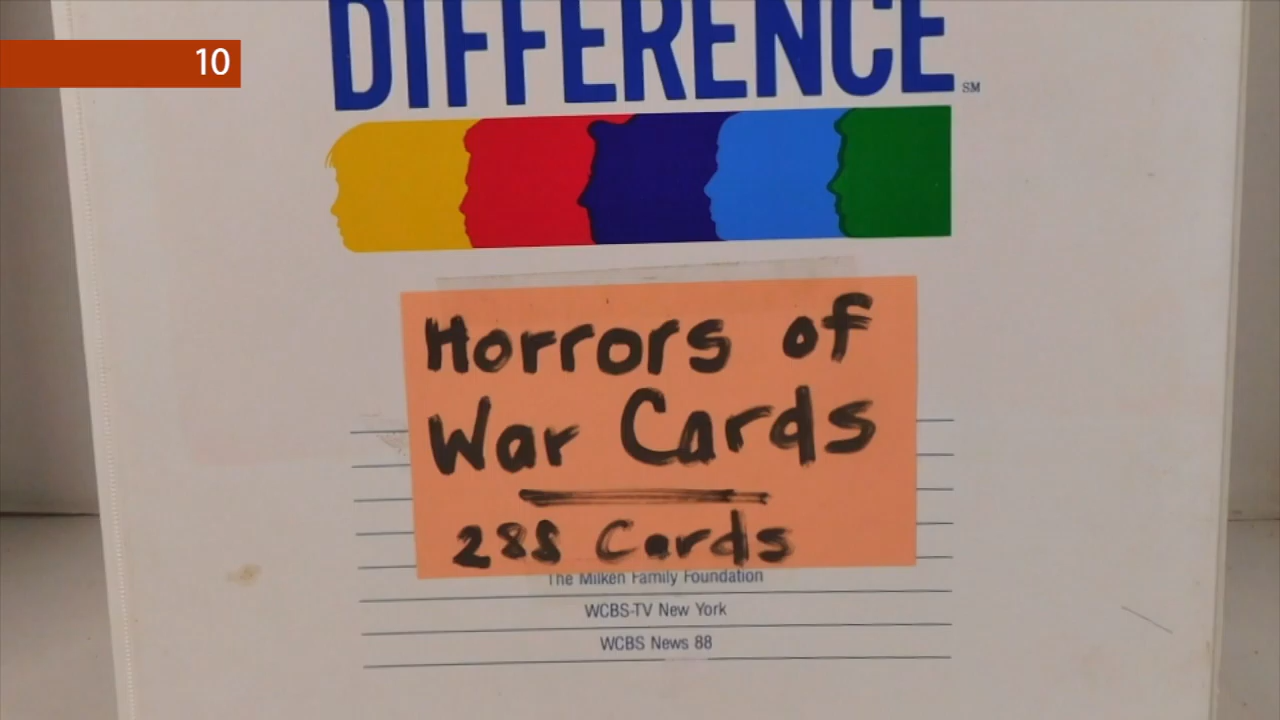 10
DIFFERENCE SM
Horrors of
War Cards
288 Cards
The Milken Family Foundation
WCBS-TV New York
WCBS News 88